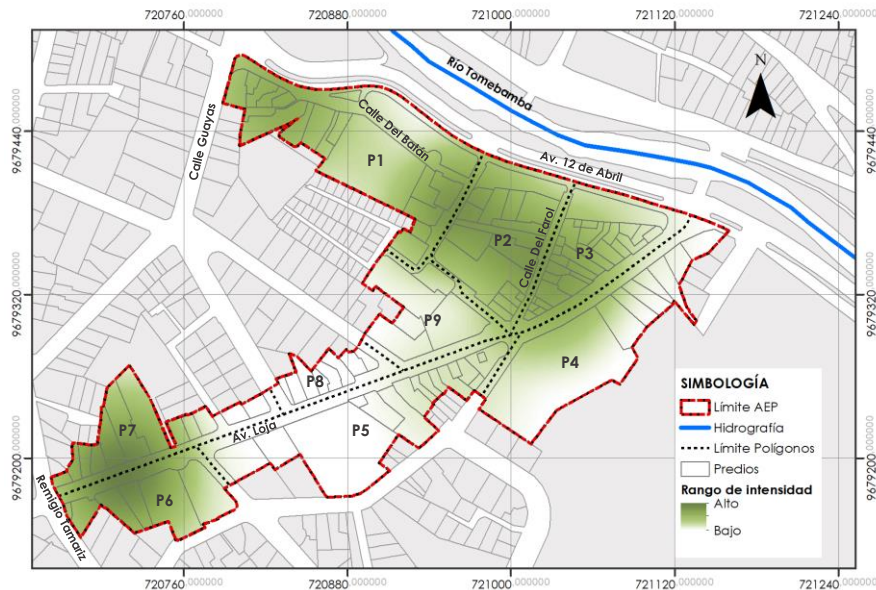 720760,000000 720880,000000 721000,000000 721120,000000 721240,000000
9679440,000000
9679320,000000
9679200,000000
Río Tomebamba
N
Calle Guayas
Calle Del Batán
Av. 12 de Abril
P1
P2
Calle Del Farol
P3
P9
P4
P8
P5
Av. Loja
P7
P6
Remigio Tamariz
SIMBOLOGÍA
Límite AEP
Hidrografía
Límite Polígonos
Predios
Rango de intensidad
Alto
Bajo
9679440,000000
9679320,000000
9679200,000000
720760,000000 720880,000000 721000,000000 721120,000000 721240,000000